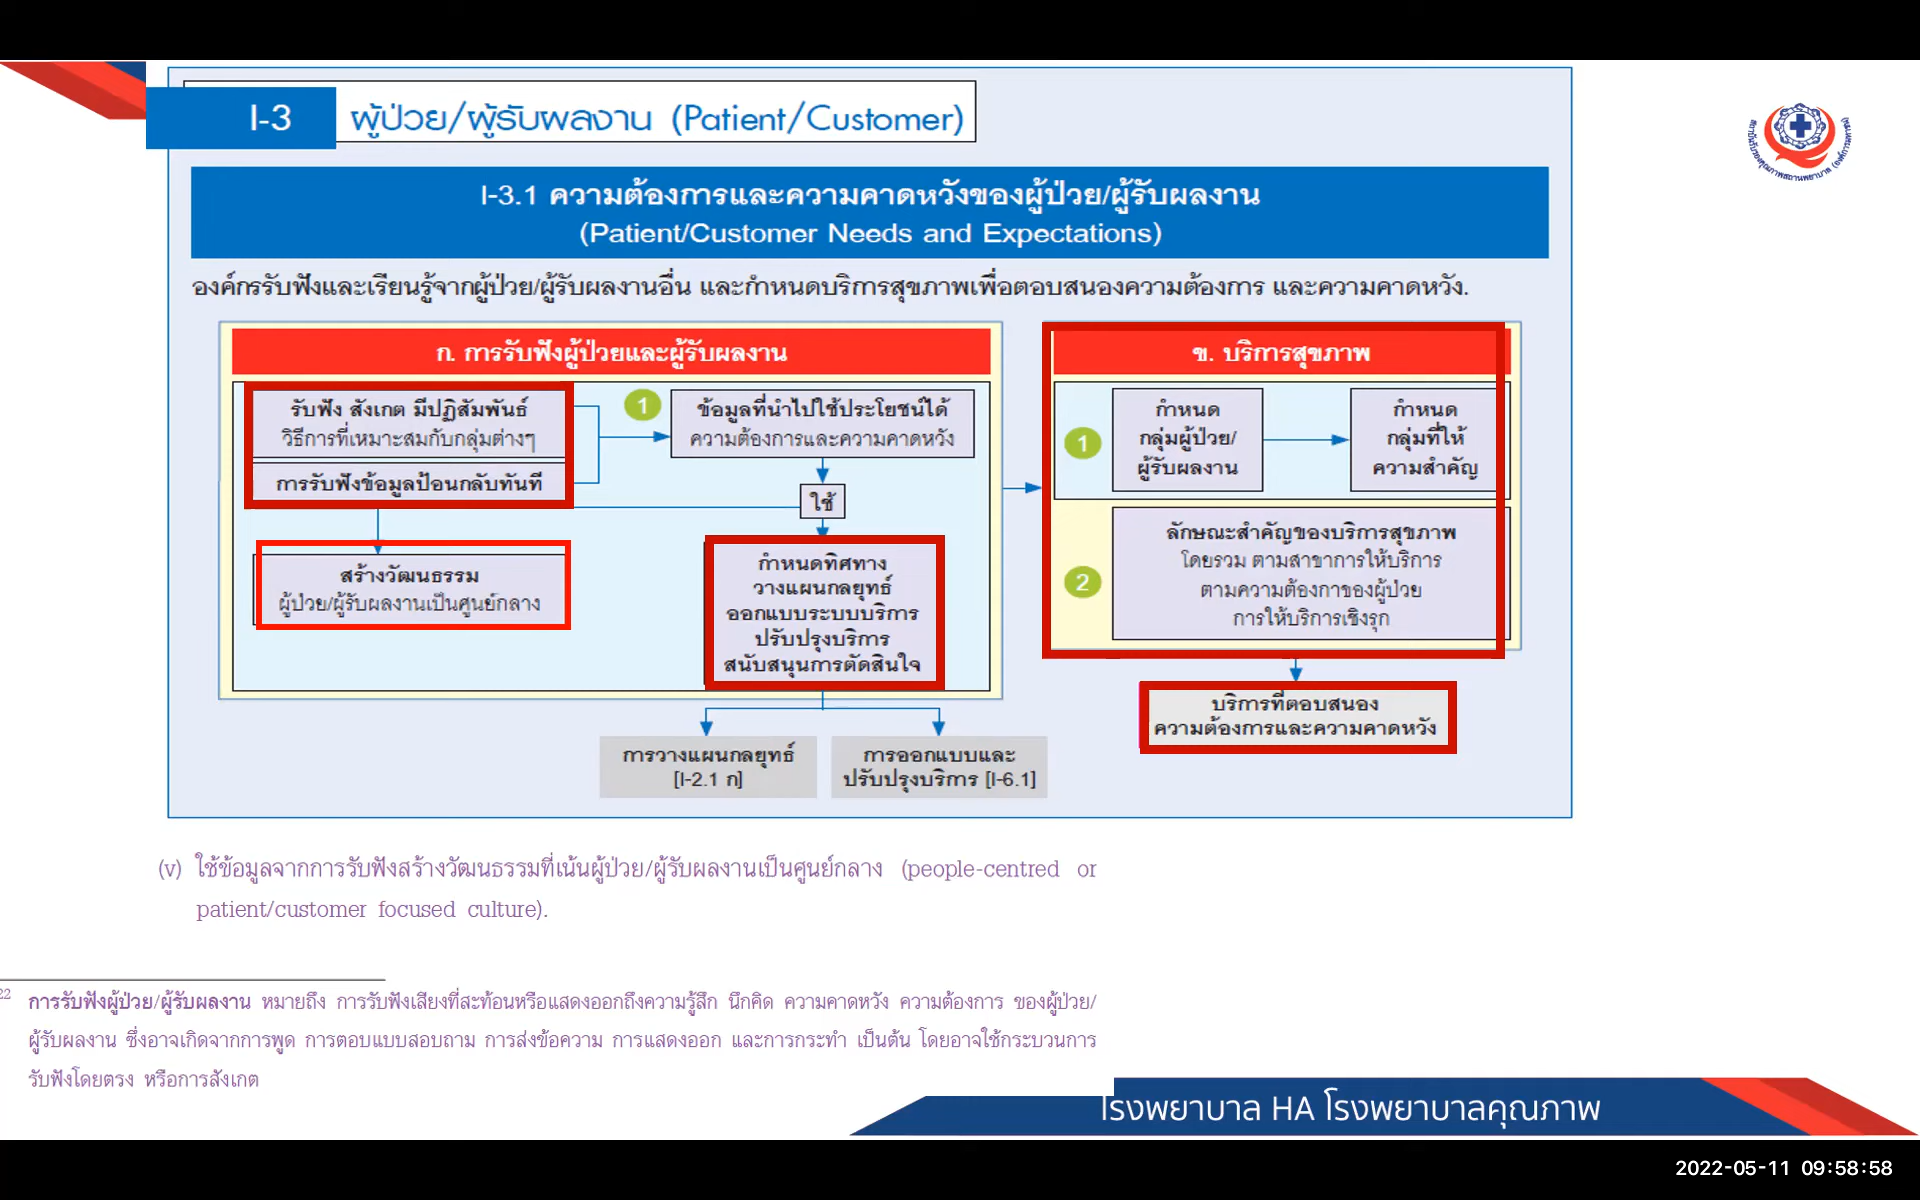 I-3 ผู้ป่วย/ผู้รับผลงาน (Patient/Customer)
I-3.1 ความต้องการและความคาดหวังของผู้ป่วย/ผู้รับผลงาน
(Patient/Customer Needs and Expectations)
องค์กรรับฟังและเรียนรู้จากผู้ป่วย/ผู้รับผลงานอื่น และกำหนดบริการสุขภาพเพื่อตอบสนองความต้องการ และความคาดหวัง.
ก. การรับฟังผู้ป่วยและผู้รับผลงาน
รับฟัง สังเกต มีปฏิสัมพันธ์
วิธีการที่เหมาะสมกับกลุ่มต่างๆ
การรับฟังข้อมูลป้อนกลับทันที
1
ข้อมูลที่นำไปใช้ประโยชน์ได้
ความต้องการและความคาดหวัง
ใช้
สร้างวัฒนธรรม
ผู้ป่วย/ผู้รับผลงานเป็นศูนย์กลาง
กำหนดทิศทาง
วางแผนกลยุทธ์
ออกแบบระบบบริการ
ปรับปรุงบริการ
สนับสนุนการตัดสินใจ
การวางแผนกลยุทธ์
[I-2.1 ก]
การออกแบบและ
ปรับปรุงบริการ [I-6.1]
ข. บริการสุขภาพ
1
กำหนด
กลุ่มผู้ป่วย/
ผู้รับผลงาน
กำหนด
กลุ่มที่ให้
ความสำคัญ
2
ลักษณะสำคัญของบริการสุขภาพ
โดยรวม ตามสาขาการให้บริการ
ตามความต้องกาของผู้ป่วย
การให้บริการเชิงรุก
บริการที่ตอบสนอง
ความต้องการและความคาดหวัง
(v) ใช้ข้อมูลจากการรับฟังสร้างวัฒนธรรมที่เน้นผู้ป่วย/ผู้รับผลงานเป็นศูนย์กลาง (people-centred or
patient/customer focused culture).
22 การรับฟังผู้ป่วย/ผู้รับผลงาน หมายถึง การรับฟังเสียงที่สะท้อนหรือแสดงออกถึงความรู้สึก นึกคิด ความคาดหวัง ความต้องการ ของผู้ป่วย/
ผู้รับผลงาน ซึ่งอาจเกิดจากการพูด การตอบแบบสอบถาม การส่งข้อความ การแสดงออก และการกระทำ เป็นต้น โดยอาจใช้กระบวนการ
รับฟังโดยตรง หรือการสังเกต
สถาบันรับรองคุณภาพสถานพยาบาล (องค์การมหาชน)
โรงพยาบาล HA โรงพยาบาลคุณภาพ
2022-05-11 09:58:58